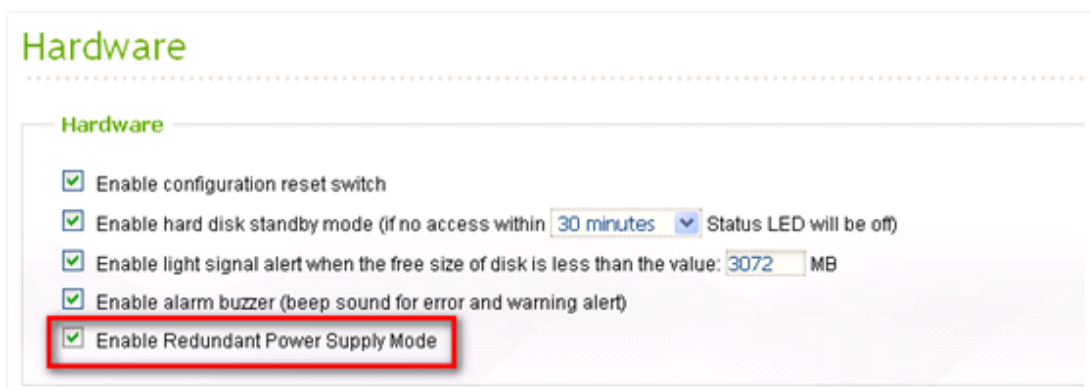 Hardware
Hardware
Enable configuration reset switch
Enable hard disk standby mode (if no access within 30 minutes Status LED will be off)
Enable light signal alert when the free size of disk is less than the value: 3072 MB
Enable alarm buzzer (beep sound for error and warning alert)
Enable Redundant Power Supply Mode